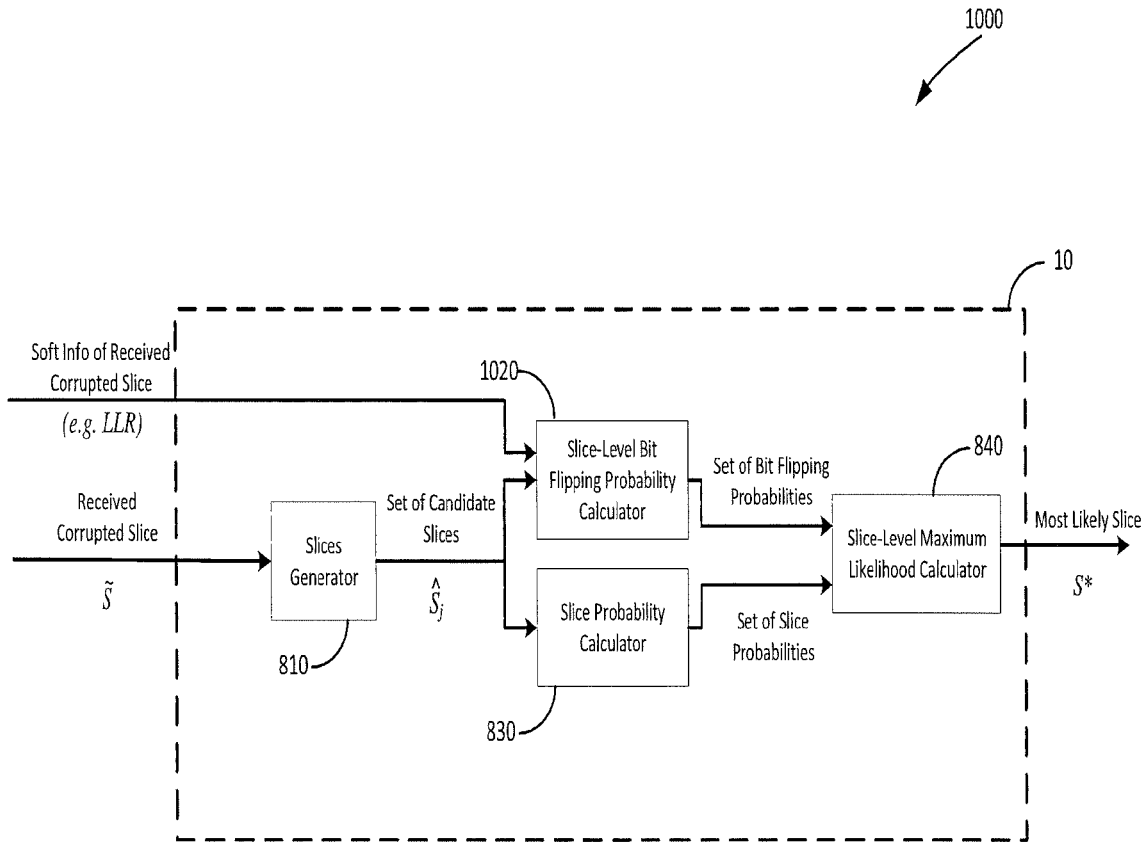 1000
10
Soft Info of Received
Corrupted Slice
(e.g. LLR)
1020
Slice-Level Bit
Flipping Probability
Calculator
Set of Bit Flipping
Probabilities
840
Received
Corrupted Slice
S̃
Slices
Generator
810
Set of Candidate
Slices
Ŝj
Slice Probability
Calculator
830
Set of Slice
Probabilities
Slice-Level Maximum
Likelihood Calculator
Most Likely Slice
S*